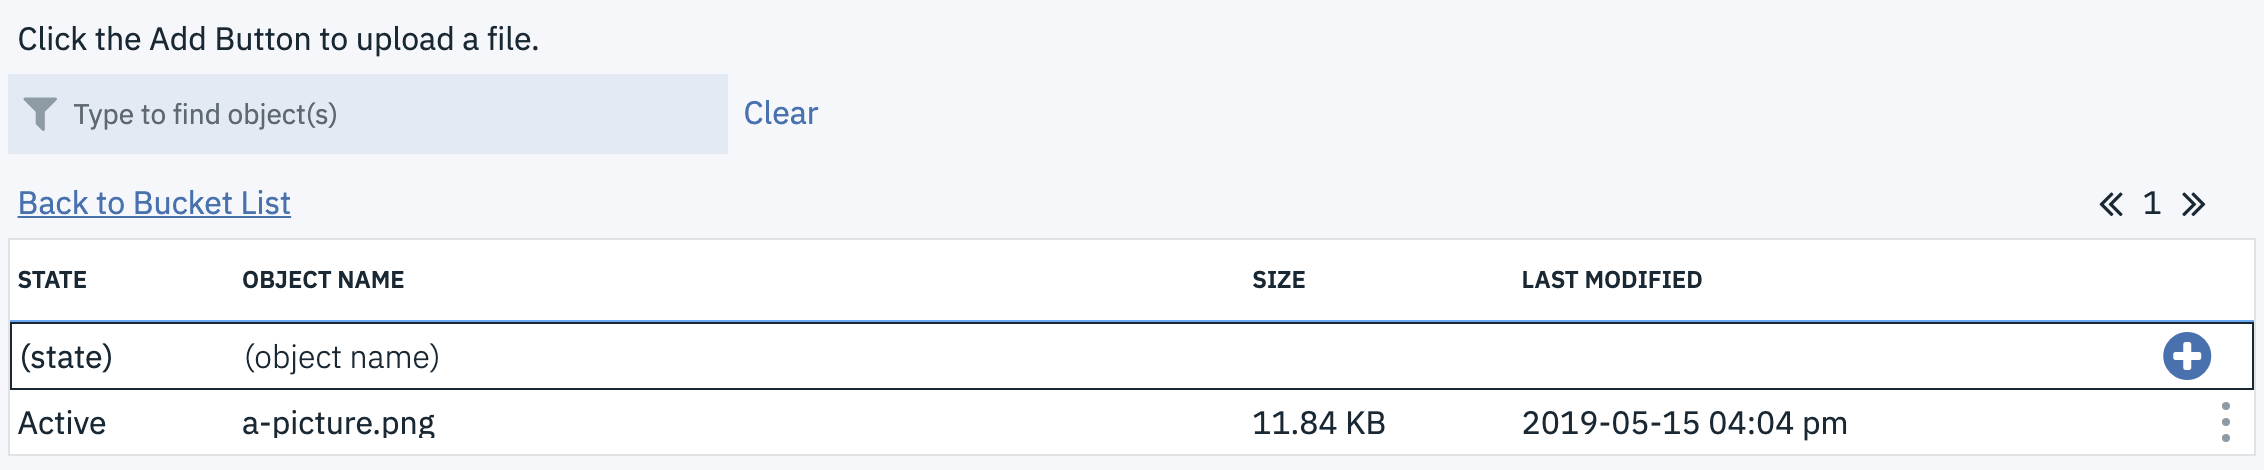 Click the Add Button to upload a file.
Type to find object(s) Clear
Back to Bucket List 1
STATE OBJECT NAME SIZE LAST MODIFIED
(state) (object name)
Active a-picture.png 11.84 KB 2019-05-15 04:04 pm